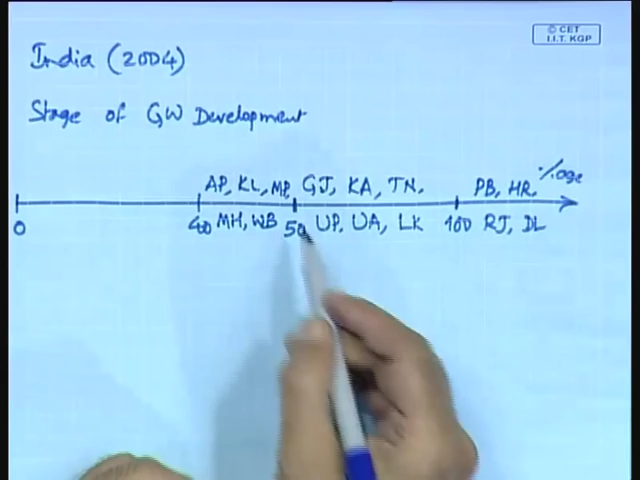 © CET
I.I.T. KGP
India (2004)
Stage of GW Development
%age
AP, KL, MP, GJ, KA, TN, PB, HR,
0 40 MH, WB 50 UP, UA, LK 100 RJ, DL